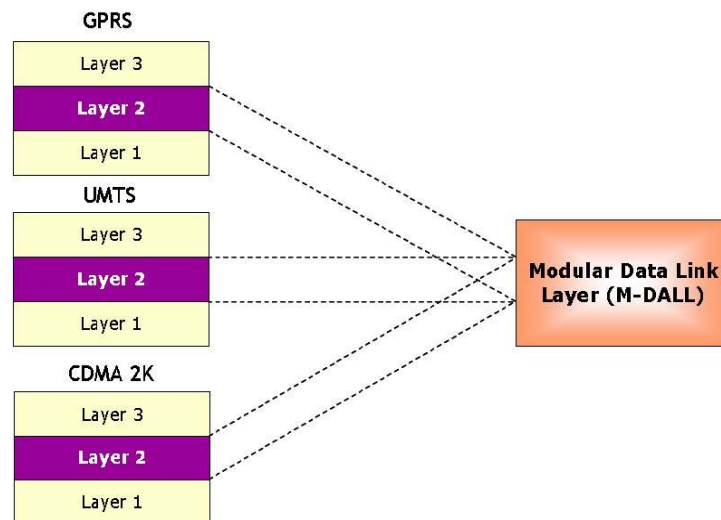 GPRS
Layer 3
Layer 2
Layer 1
UMTS
Layer 3
Layer 2
Layer 1
CDMA 2K
Layer 3
Layer 2
Layer 1
Modular Data Link
Layer (M-DALL)